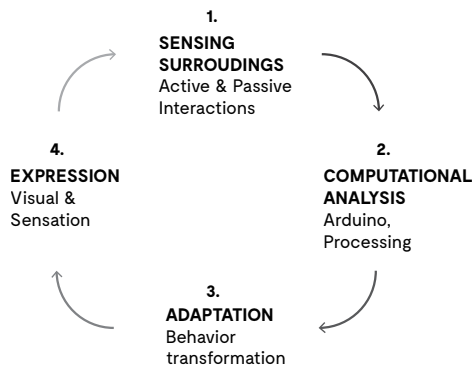 1.
SENSING
SURROUDINGS
Active & Passive
Interactions
2.
COMPUTATIONAL
ANALYSIS
Arduino,
Processing
3.
ADAPTATION
Behavior
transformation
4.
EXPRESSION
Visual &
Sensation